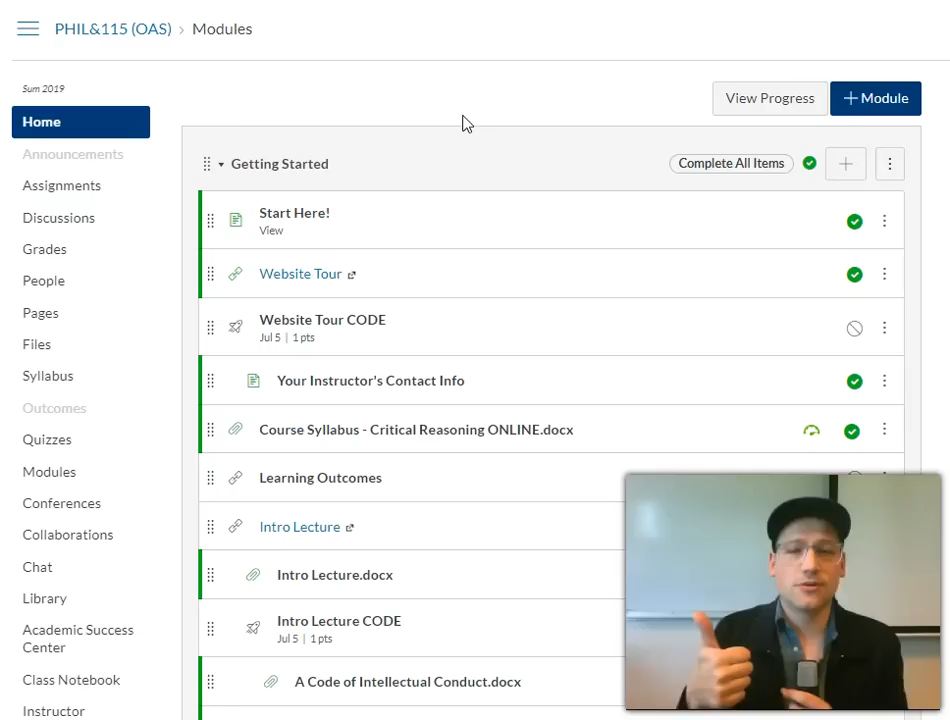 PHIL&115 (OAS) › Modules
Sum 2019
View Progress
+ Module
Home
Announcements
Assignments
Discussions
Grades
People
Pages
Files
Syllabus
Outcomes
Quizzes
Modules
Conferences
Collaborations
Chat
Library
Academic Success
Center
Class Notebook
Instructor
Getting Started
Complete All Items
Start Here!
View
Website Tour
Website Tour CODE
Jul 5 | 1 pts
Your Instructor's Contact Info
Course Syllabus - Critical Reasoning ONLINE.docx
Learning Outcomes
Intro Lecture
Intro Lecture.docx
Intro Lecture CODE
Jul 5 | 1 pts
A Code of Intellectual Conduct.docx